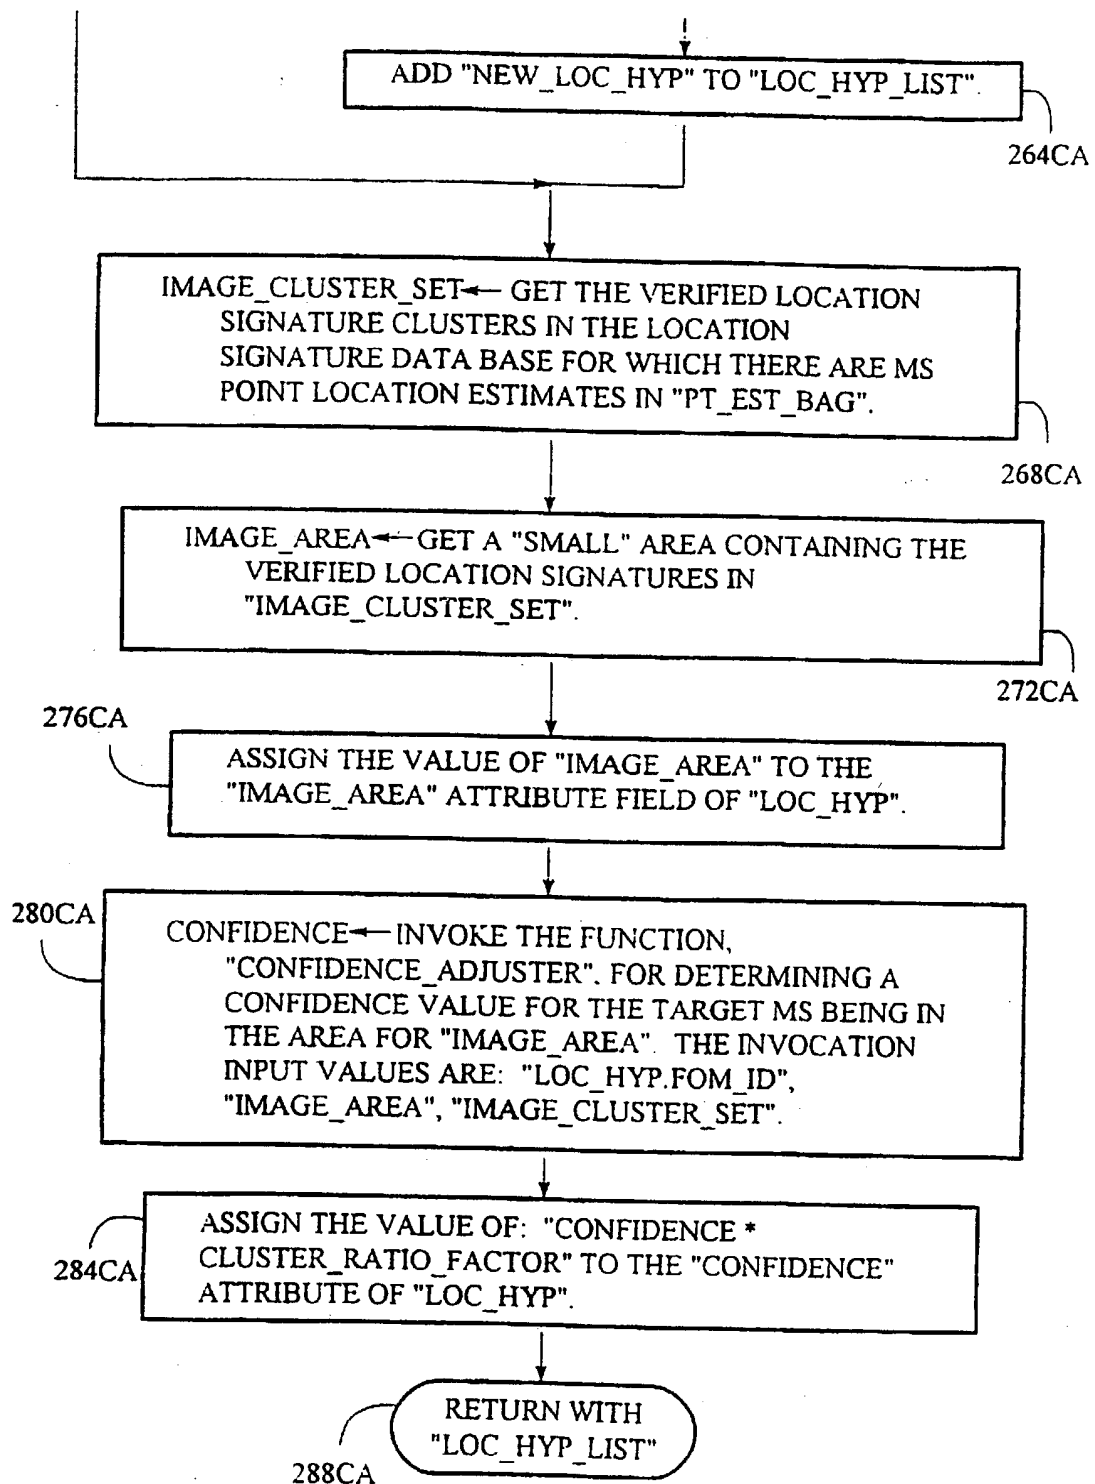 ADD "NEW_LOC_HYP" TO "LOC_HYP_LIST".
264CA
IMAGE_CLUSTER_SET← GET THE VERIFIED LOCATION
SIGNATURE CLUSTERS IN THE LOCATION
SIGNATURE DATA BASE FOR WHICH THERE ARE MS
POINT LOCATION ESTIMATES IN "PT_EST_BAG".
268CA
IMAGE_AREA← GET A "SMALL" AREA CONTAINING THE
VERIFIED LOCATION SIGNATURES IN
"IMAGE_CLUSTER_SET".
272CA
276CA
ASSIGN THE VALUE OF "IMAGE_AREA" TO THE
"IMAGE_AREA" ATTRIBUTE FIELD OF "LOC_HYP".
280CA
CONFIDENCE← INVOKE THE FUNCTION,
"CONFIDENCE_ADJUSTER". FOR DETERMINING A
CONFIDENCE VALUE FOR THE TARGET MS BEING IN
THE AREA FOR "IMAGE_AREA". THE INVOCATION
INPUT VALUES ARE: "LOC_HYP.FOM_ID",
"IMAGE_AREA", "IMAGE_CLUSTER_SET".
ASSIGN THE VALUE OF: "CONFIDENCE *
CLUSTER_RATIO_FACTOR" TO THE "CONFIDENCE"
ATTRIBUTE OF "LOC_HYP".
284CA
RETURN WITH
"LOC_HYP_LIST"
288CA